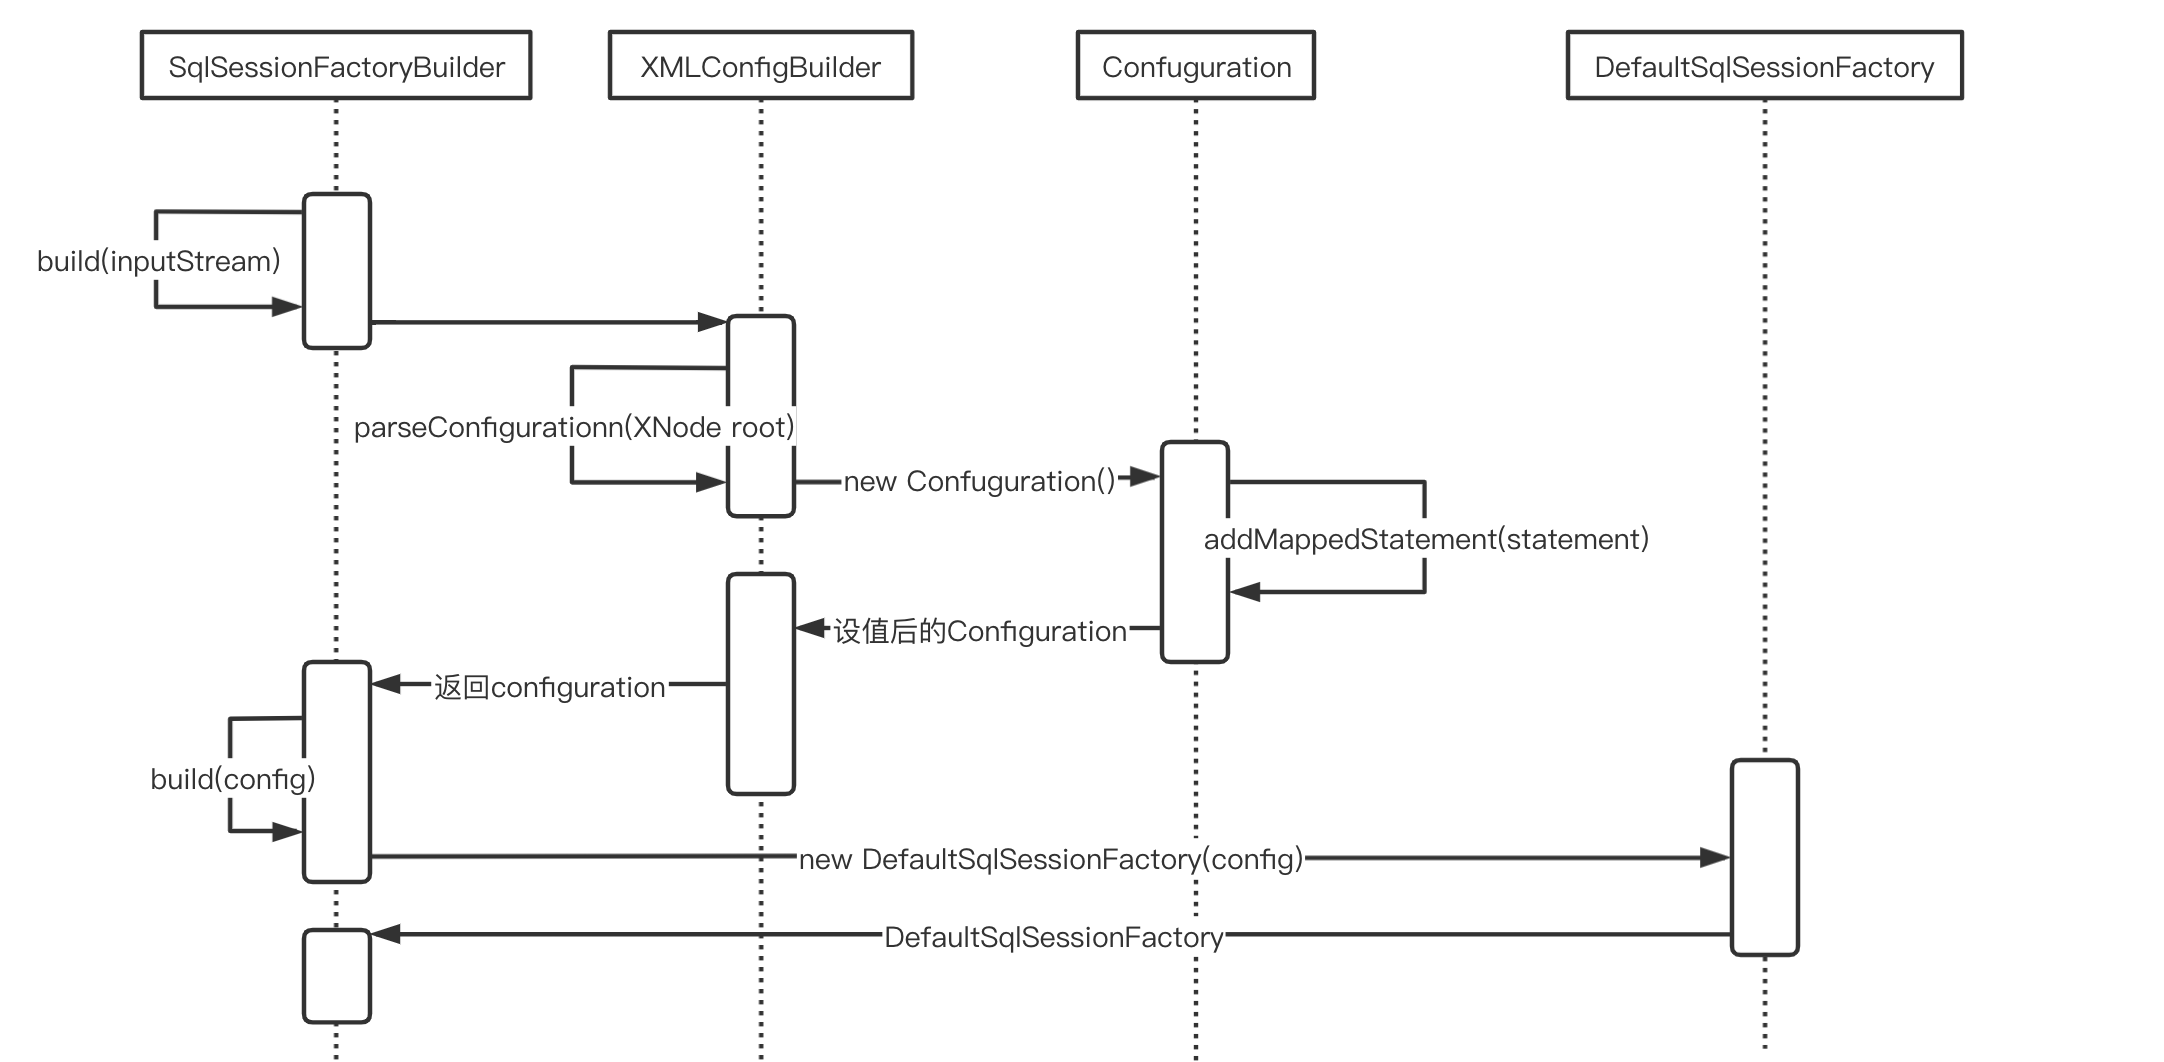 SqlSessionFactoryBuilder
XMLConfigBuilder
Confuguration
DefaultSqlSessionFactory
build(inputStream)
parseConfigurationn(XNode root)
new Confuguration()
addMappedStatement(statement)
设值后的Configuration
返回configuration
build(config)
new DefaultSqlSessionFactory(config)
DefaultSqlSessionFactory